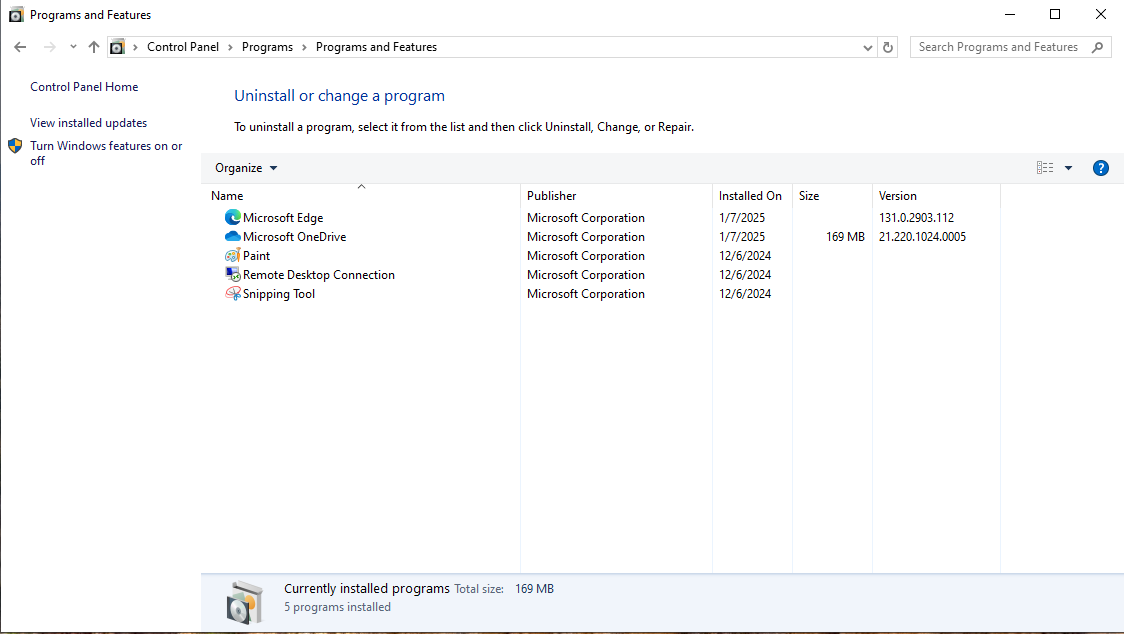 Programs and Features
Control Panel > Programs > Programs and Features
Search Programs and Features
Control Panel Home
View installed updates
Turn Windows features on or
off
Uninstall or change a program
To uninstall a program, select it from the list and then click Uninstall, Change, or Repair.
Organize
Name Publisher Installed On Size Version
Microsoft Edge Microsoft Corporation 1/7/2025 131.0.2903.112
Microsoft OneDrive Microsoft Corporation 1/7/2025 169 MB 21.220.1024.0005
Paint Microsoft Corporation 12/6/2024
Remote Desktop Connection Microsoft Corporation 12/6/2024
Snipping Tool Microsoft Corporation 12/6/2024
Currently installed programs Total size: 169 MB
5 programs installed